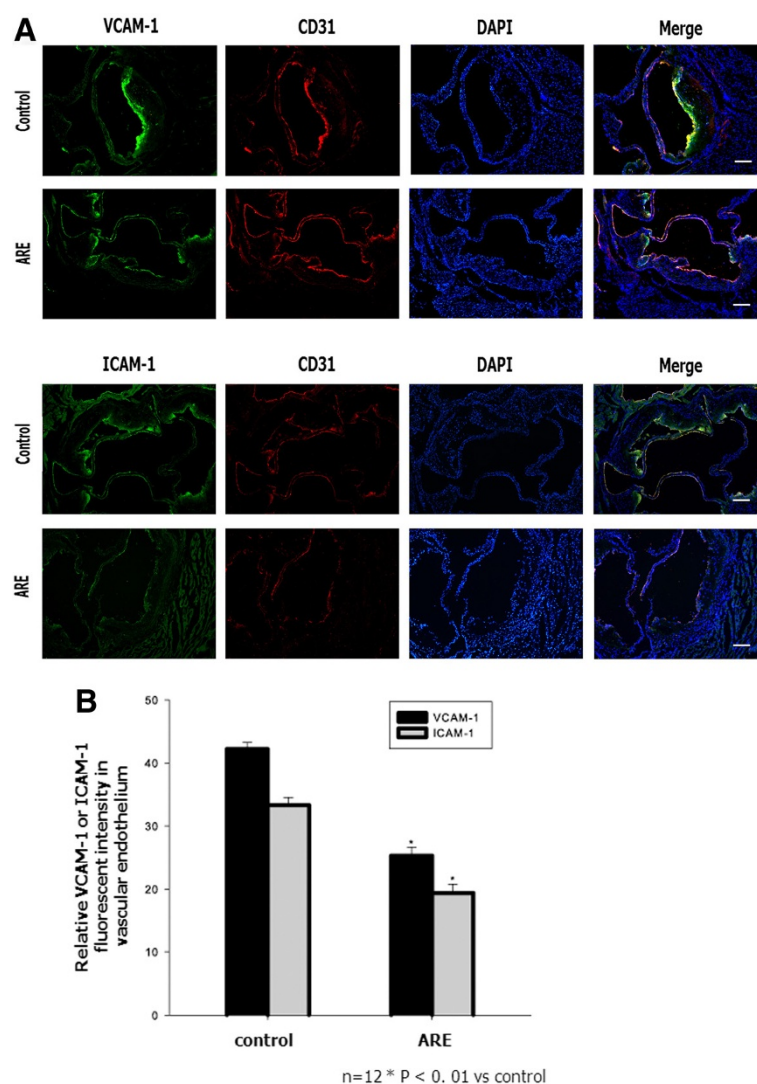 A
VCAM-1 CD31 DAPI Merge
Control
ARE
ICAM-1 CD31 DAPI Merge
Control
ARE
B
Relative VCAM-1 or ICAM-1
fluorescent intensity in
vascular endothelium
50
40
30
20
10
0
VCAM-1
ICAM-1
*
*
control ARE
n=12 * P < 0. 01 vs control